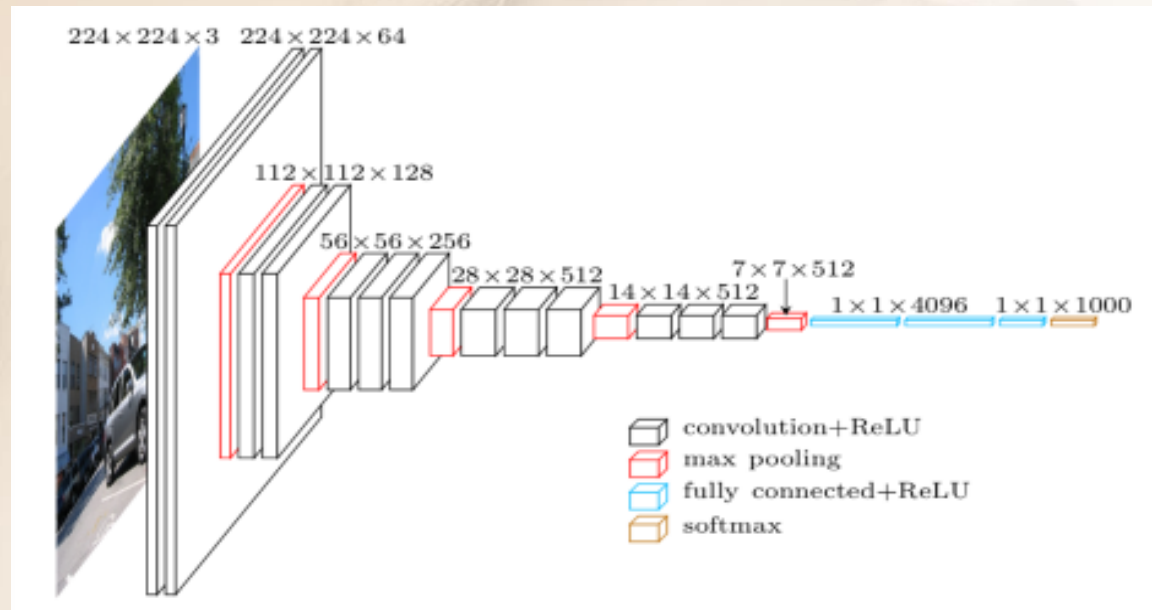 224×224×3
224×224×64
112×112×128
56×56×256
28×28×512
14×14×512
7×7×512
1×1×4096
1×1×1000
convolution+ReLU
max pooling
fully connected+ReLU
softmax